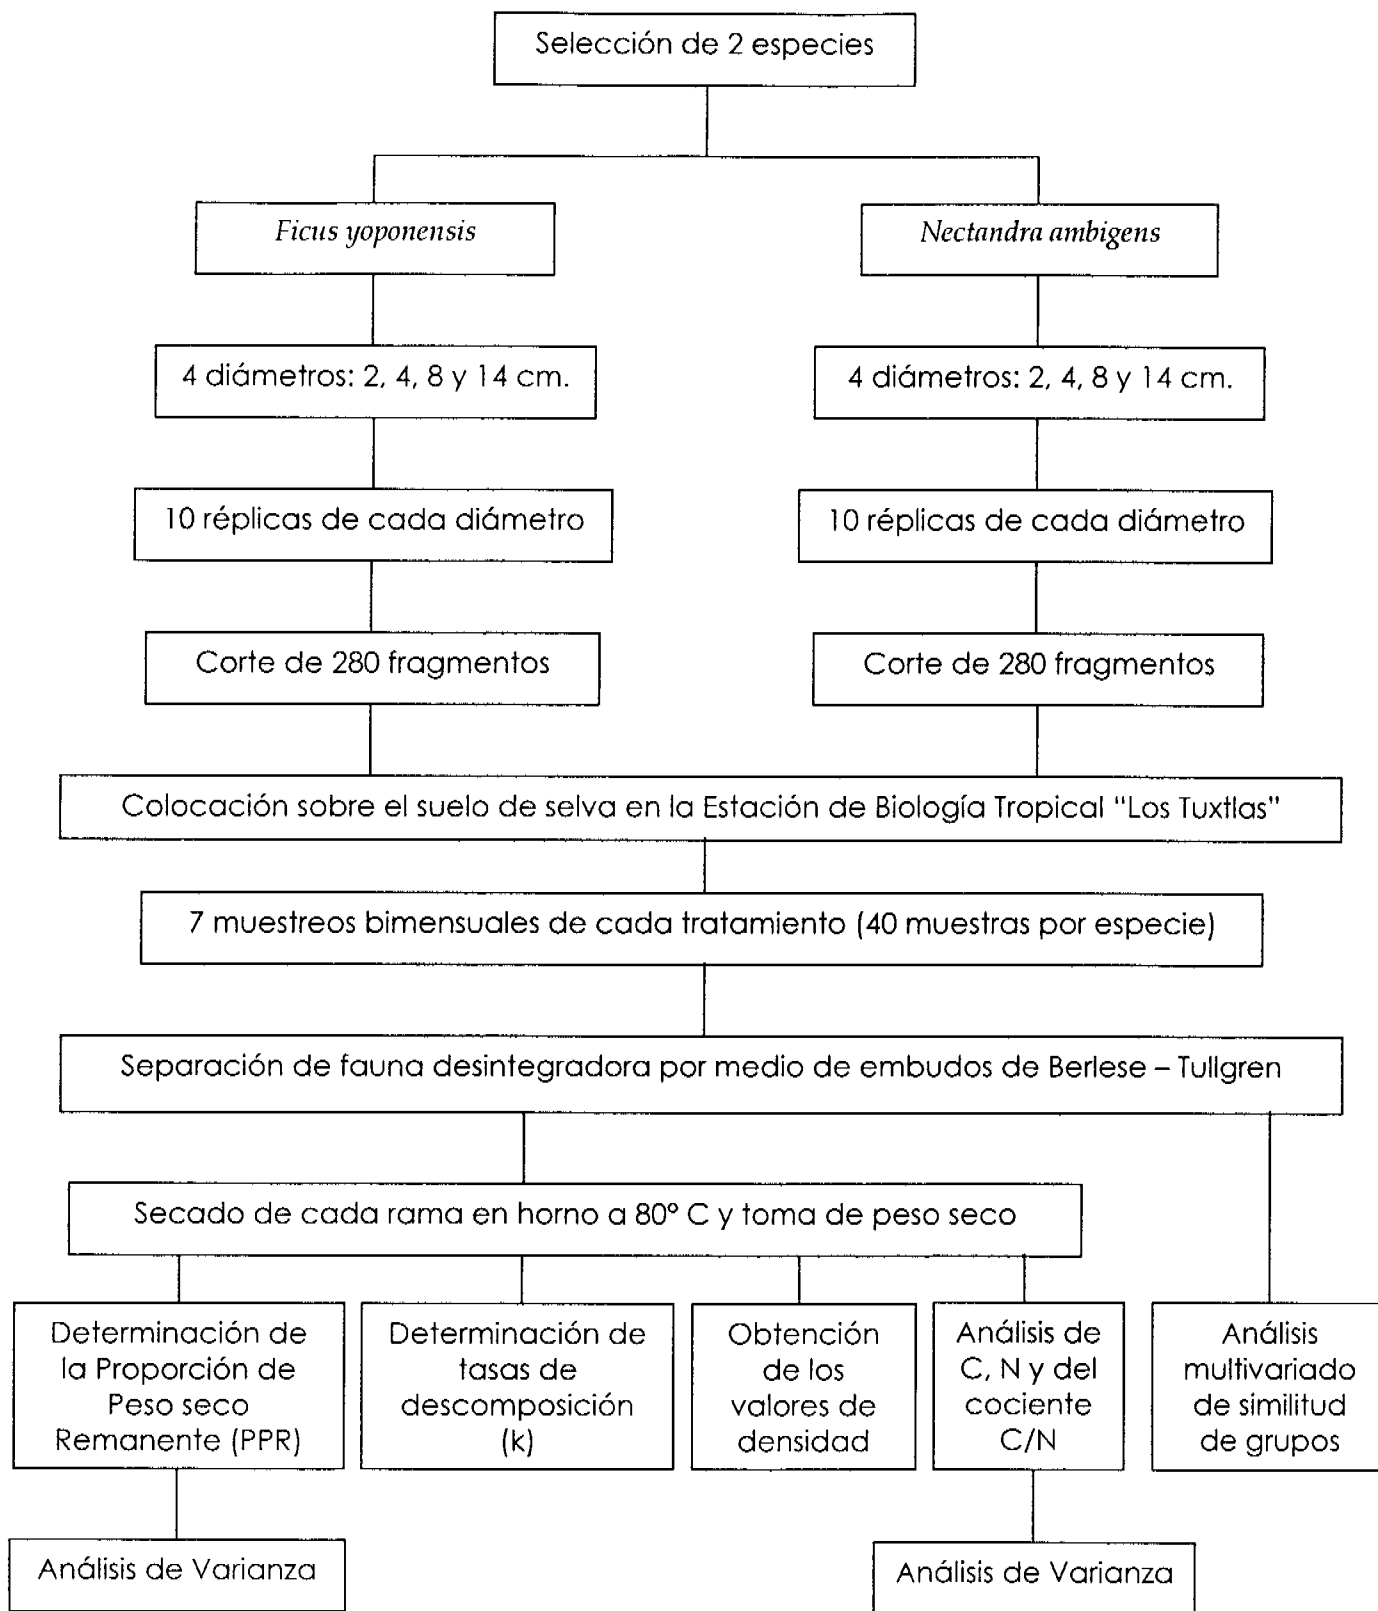 Selección de 2 especies
Ficus yoponensis
Nectandra ambigens
4 diámetros: 2, 4, 8 y 14 cm.
4 diámetros: 2, 4, 8 y 14 cm.
10 réplicas de cada diámetro
10 réplicas de cada diámetro
Corte de 280 fragmentos
Corte de 280 fragmentos
Colocación sobre el suelo de selva en la Estación de Biología Tropical “Los Tuxtlas”
7 muestreos bimensuales de cada tratamiento (40 muestras por especie)
Separación de fauna desintegradora por medio de embudos de Berlese – Tullgren
Secado de cada rama en horno a 80° C y toma de peso seco
Determinación de
la Proporción de
Peso seco
Remanente (PPR)
Determinación de
tasas de
descomposición
(k)
Obtención
de los
valores de
densidad
Análisis de
C, N y del
cociente
C/N
Análisis
multivariado
de similitud
de grupos
Análisis de Varianza
Análisis de Varianza